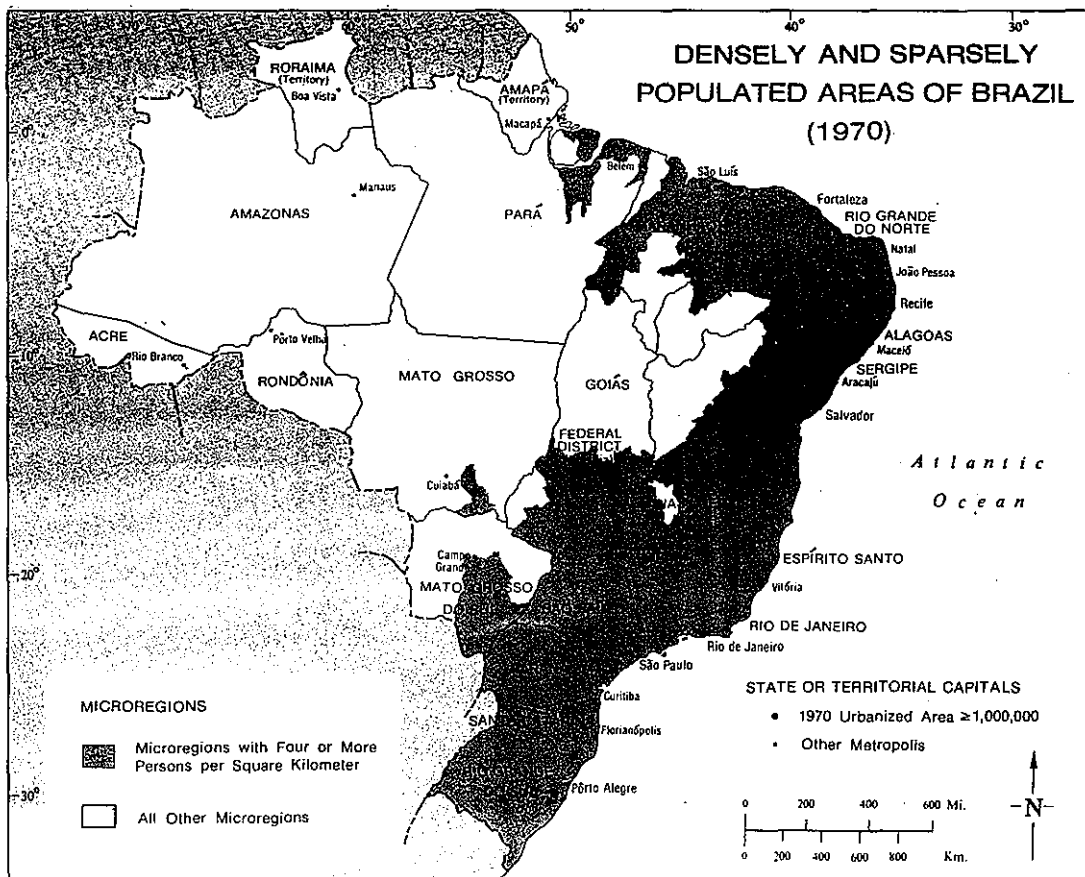 50°
40°
30°
DENSELY AND SPARSELY
POPULATED AREAS OF BRAZIL
(1970)
RORAIMA
(Territory)
Boa Vista
AMAPÁ
(Territory)
Macapá
0°
Belém
São Luís
Manaus
AMAZONAS
PARÁ
Fortaleza
RIO GRANDE
DO NORTE
Natal
João Pessoa
Recife
ACRE
Rio Branco
Pôrto Velha
10°
RONDÔNIA
MATO GROSSO
GOIÁS
ALAGOAS
Maceió
SERGIPE
Aracajú
Salvador
FEDERAL
DISTRICT
Cuiabá
Atlantic
Ocean
Campo
Grande
MATO GROSSO
20°
ESPÍRITO SANTO
Vitória
RIO DE JANEIRO
Rio de Janeiro
São Paulo
Curitiba
Florianópolis
Pôrto Alegre
30°
MICROREGIONS
Microregions with Four or More
Persons per Square Kilometer
All Other Microregions
STATE OR TERRITORIAL CAPITALS
1970 Urbanized Area ≥1,000,000
Other Metropolis
0 200 400 600 Mi.
0 200 400 600 800 Km.
N